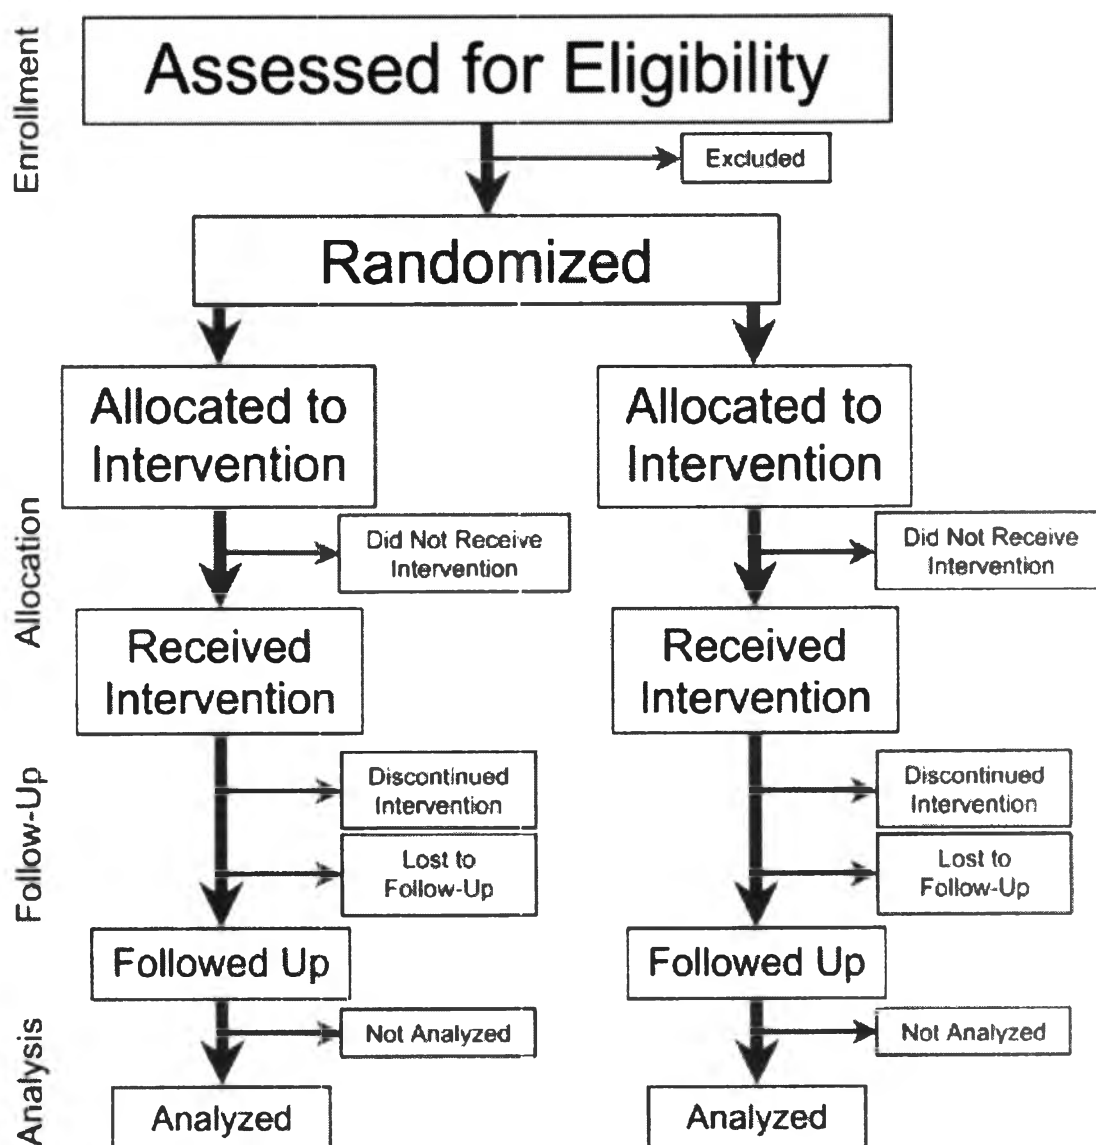 Enrollment
Assessed for Eligibility
Excluded
Randomized
Allocated to
Intervention
Allocated to
Intervention
Allocation
Did Not Receive
Intervention
Did Not Receive
Intervention
Received
Intervention
Received
Intervention
Follow-Up
Discontinued
Intervention
Discontinued
Intervention
Lost to
Follow-Up
Lost to
Follow-Up
Followed Up
Followed Up
Analysis
Not Analyzed
Not Analyzed
Analyzed
Analyzed